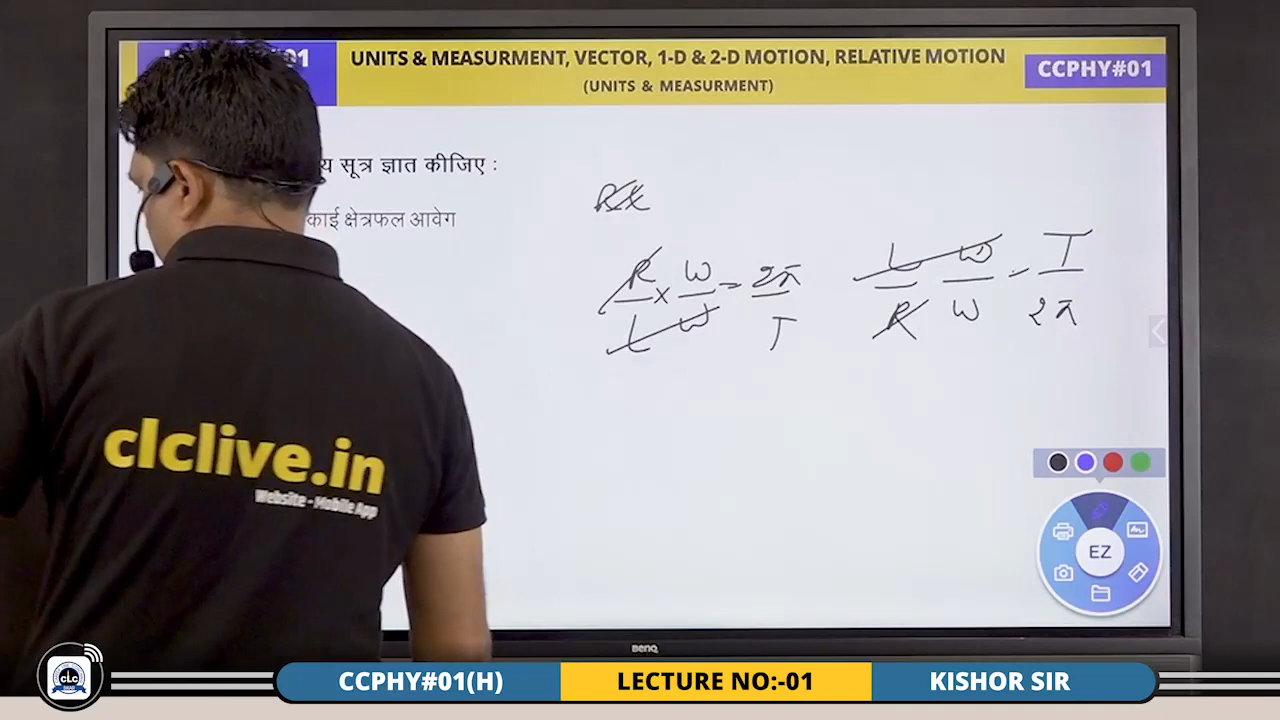 UNITS & MEASURMENT, VECTOR, 1-D & 2-D MOTION, RELATIVE MOTION
(UNITS & MEASURMENT)
CCPHY#01
सूत्र ज्ञात कीजिए :
क्षेत्रफल आवेग
R × W = 2π
L W T
L W = T
R W 2π
clclive.in
Website - Mobile App
EZ
BenQ
CLC
CCPHY#01(H)
LECTURE NO:-01
KISHOR SIR